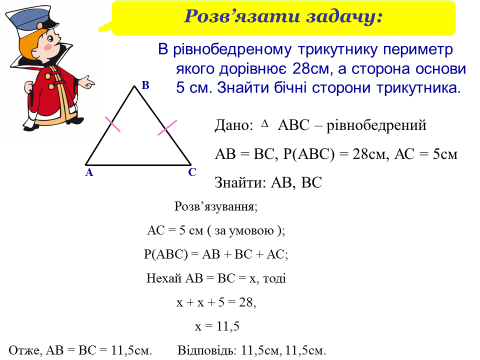 Розв’язати задачу:
В рівнобедреному трикутнику периметр
якого дорівнює 28см, а сторона основи
5 см. Знайти бічні сторони трикутника.
B
A
C
Дано: △ ABC – рівнобедрений
AB = BC, P(ABC) = 28см, AC = 5см
Знайти: AB, BC
Розв’язування;
AC = 5 см ( за умовою );
P(ABC) = AB + BC + AC;
Нехай AB = BC = x, тоді
x + x + 5 = 28,
x = 11,5
Отже, AB = BC = 11,5см. Відповідь: 11,5см, 11,5см.